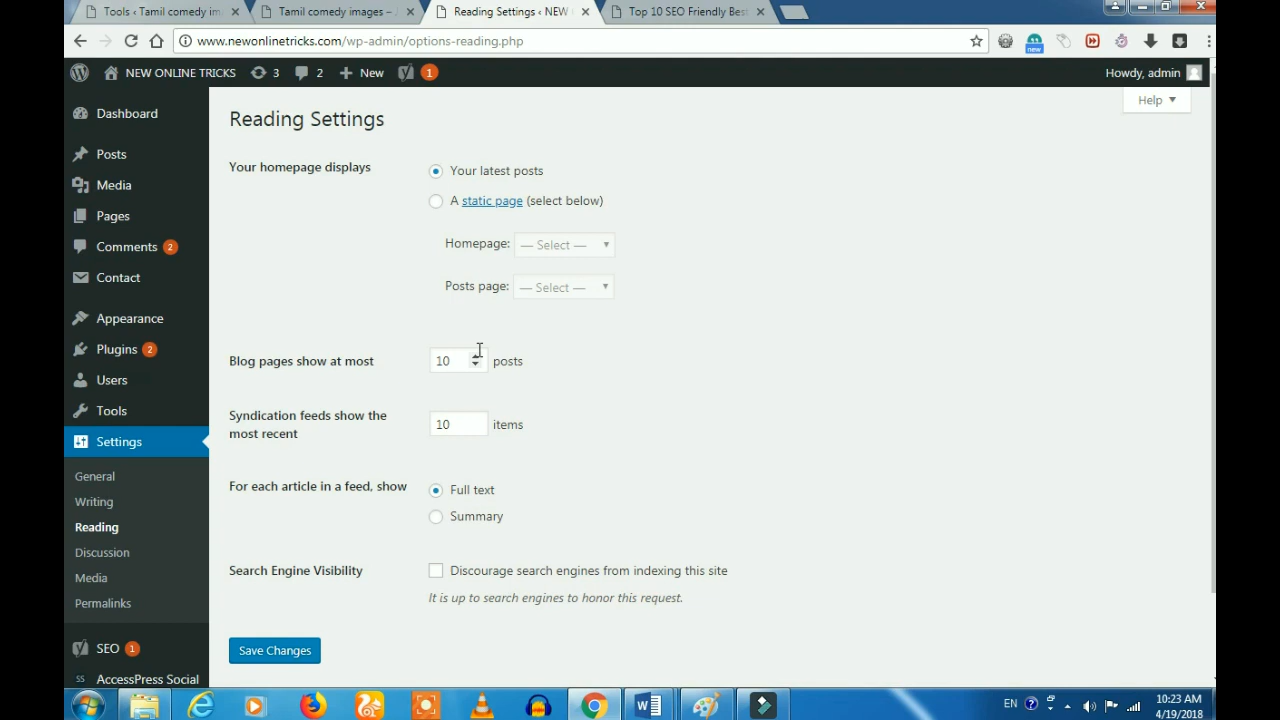 Tools ‹ Tamil comedy im
Tamil comedy images –
Reading Settings ‹ NEW
Top 10 SEO Friendly Bes
www.newonlinetricks.com/wp-admin/options-reading.php
new
NEW ONLINE TRICKS 3 2 New 1
Howdy, admin
Help
Dashboard
Posts
Media
Pages
Comments 2
Contact
Appearance
Plugins 2
Users
Tools
Settings
General
Writing
Reading
Discussion
Media
Permalinks
SEO 1
SS AccessPress Social
Reading Settings
Your homepage displays
Your latest posts
A static page (select below)
Homepage: — Select —
Posts page: — Select —
Blog pages show at most 10 posts
Syndication feeds show the
most recent
10 items
For each article in a feed, show
Full text
Summary
Search Engine Visibility
Discourage search engines from indexing this site
It is up to search engines to honor this request.
Save Changes
EN
10:23 AM
4/19/2018